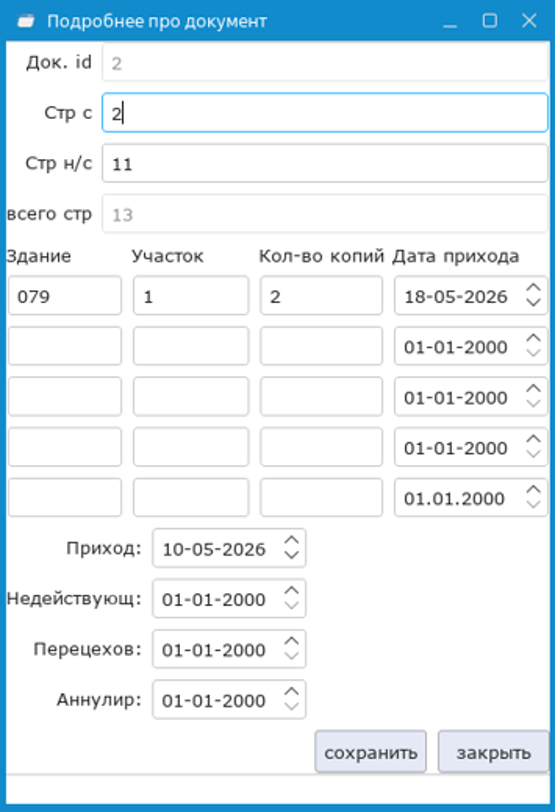 Подробнее про документ
Док. id 2
Стр с 2
Стр н/с 11
всего стр 13
Здание Участок Кол-во копий Дата прихода
079 1 2 18-05-2026
01-01-2000
01-01-2000
01-01-2000
01.01.2000
Приход: 10-05-2026
Недействующ: 01-01-2000
Перецехов: 01-01-2000
Аннулир: 01-01-2000
сохранить закрыть